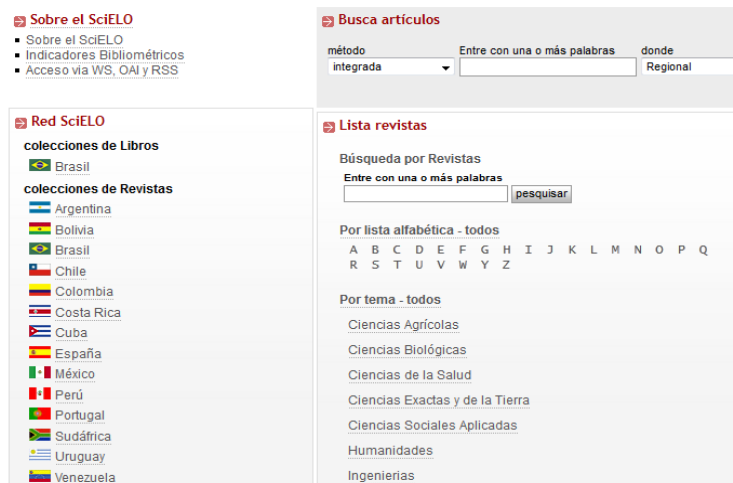 Sobre el SciELO
Sobre el SciELO
Indicadores Bibliométricos
Acceso via WS, OAI y RSS
Busca artículos
método
Entre con una o más palabras
donde
integrada
Regional
Red SciELO
colecciones de Libros
Brasil
colecciones de Revistas
Argentina
Bolivia
Brasil
Chile
Colombia
Costa Rica
Cuba
España
México
Perú
Portugal
Sudáfrica
Uruguay
Venezuela
Lista revistas
Búsqueda por Revistas
Entre con una o más palabras
pesquisar
Por lista alfabética - todos
A B C D E F G H I J K L M N O P Q
R S T U V W Y Z
Por tema - todos
Ciencias Agrícolas
Ciencias Biológicas
Ciencias de la Salud
Ciencias Exactas y de la Tierra
Ciencias Sociales Aplicadas
Humanidades
Ingenierias